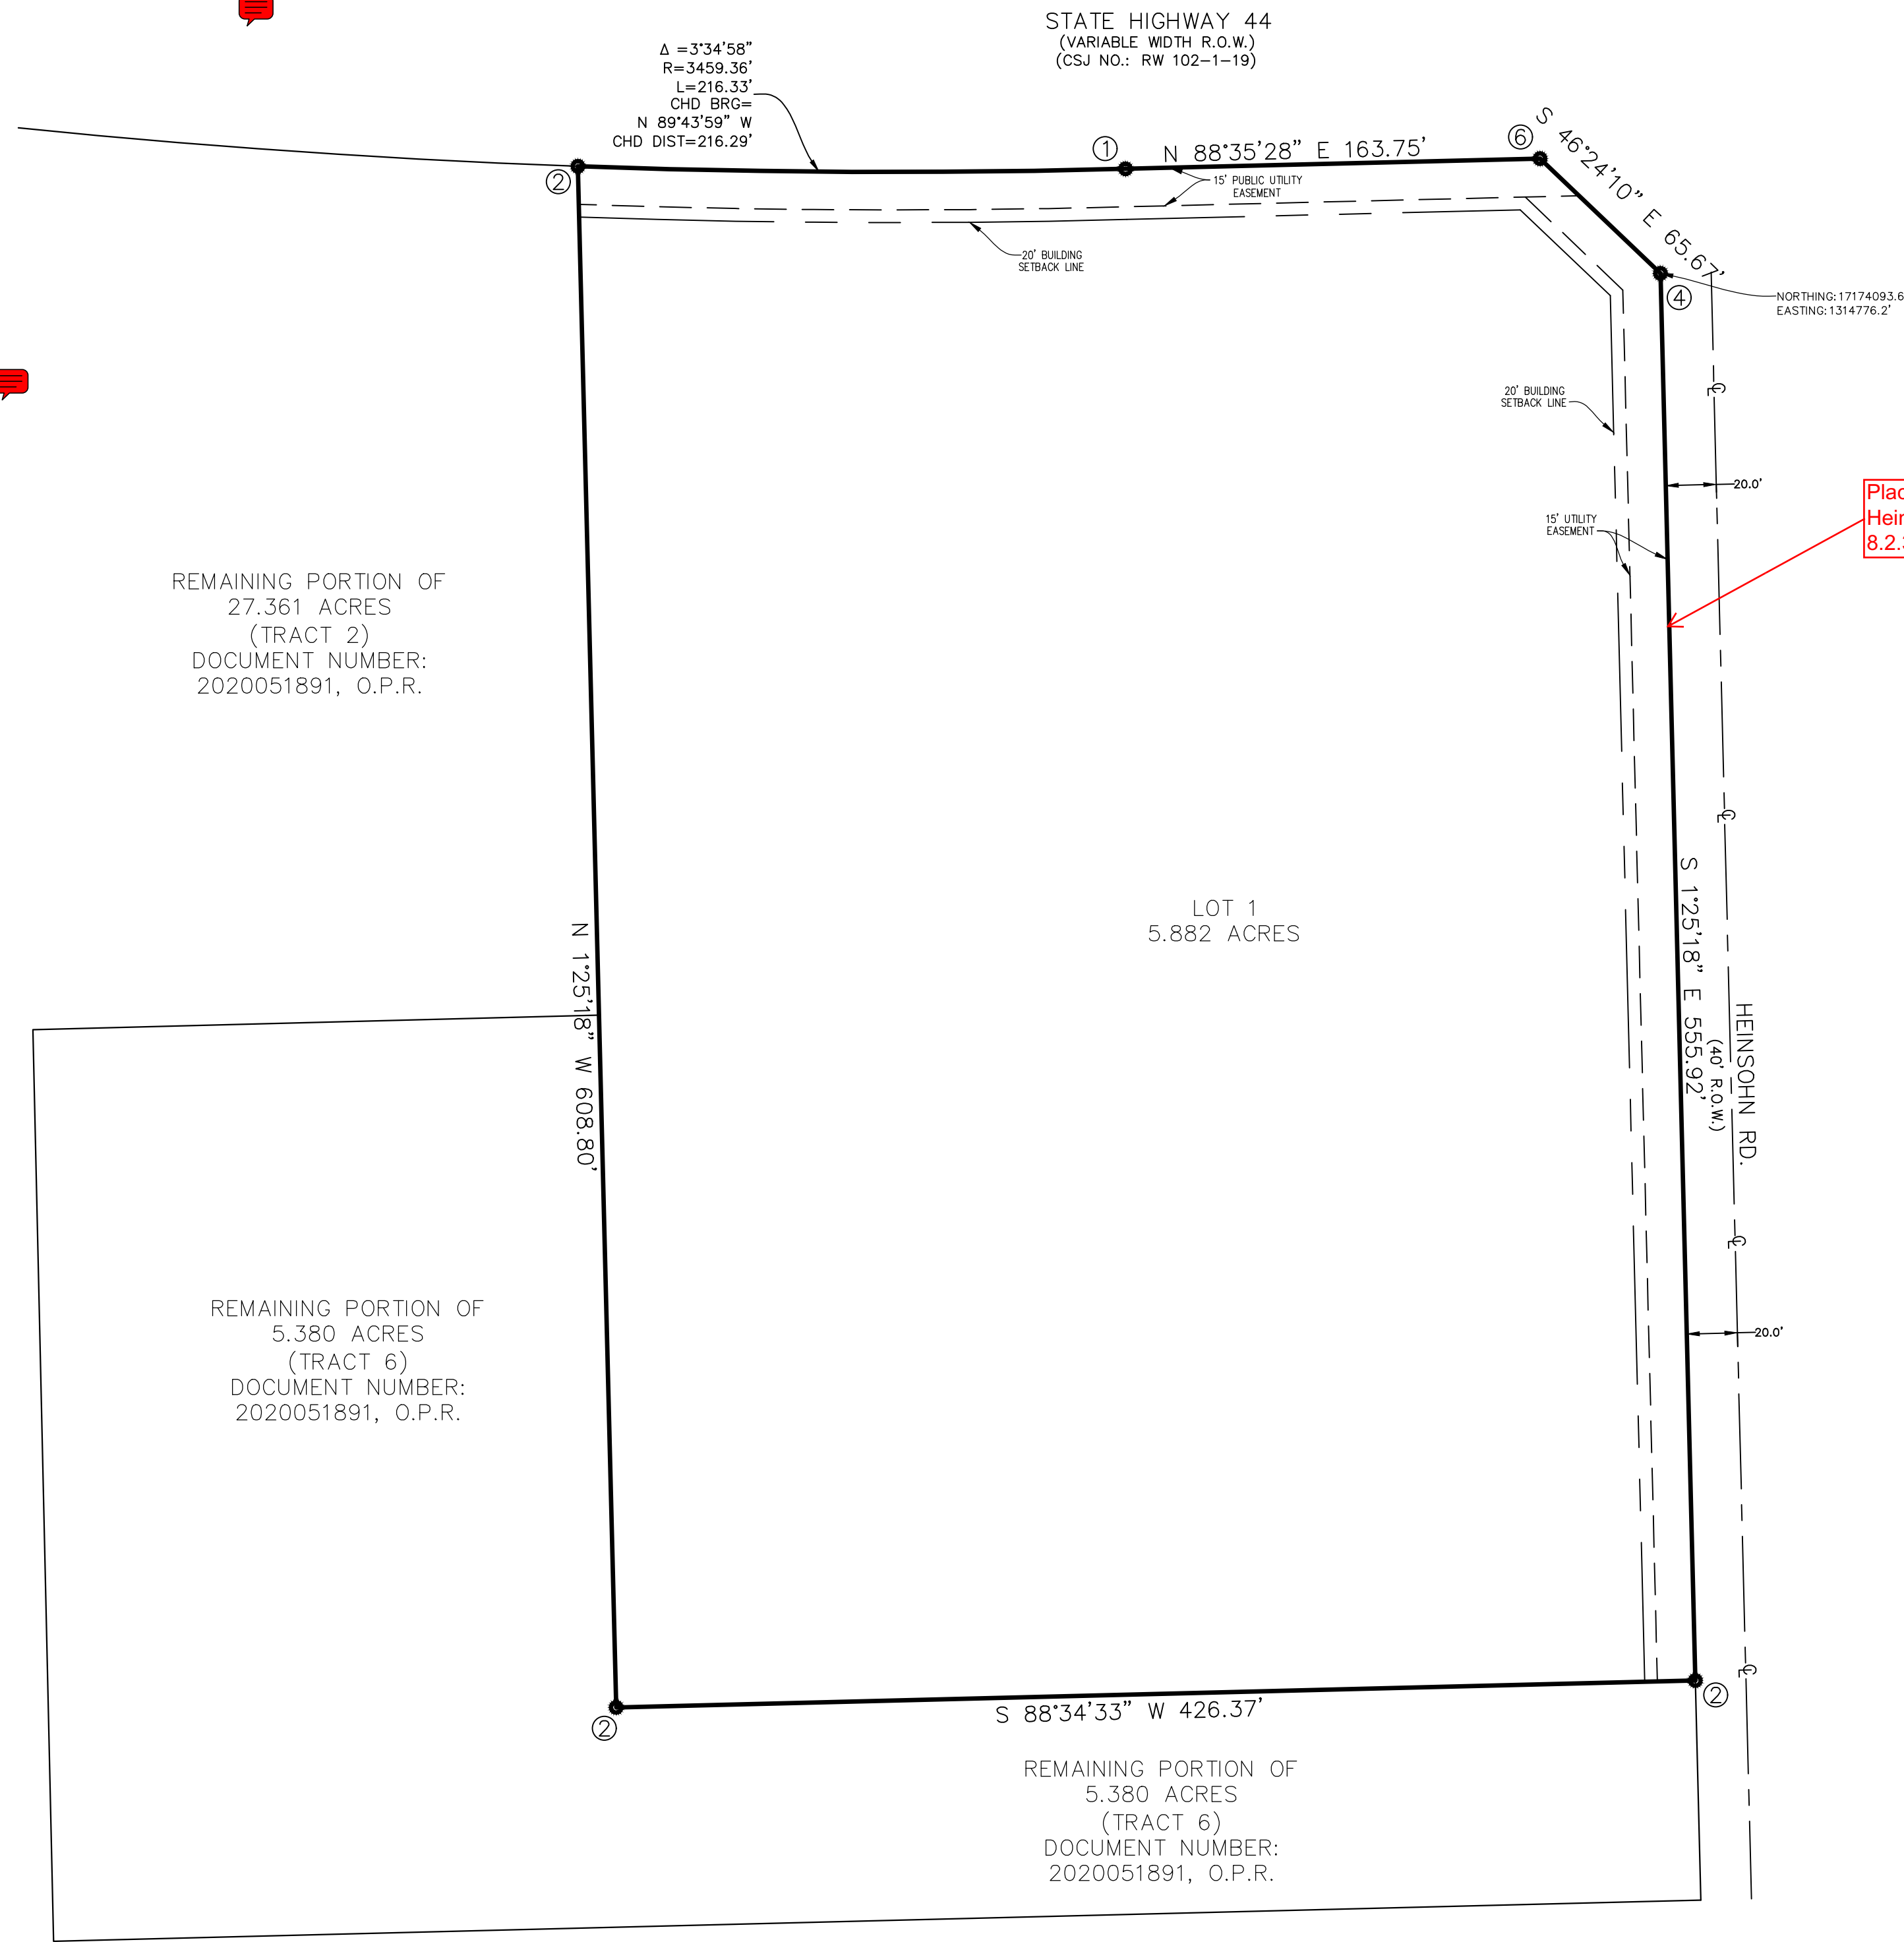 STATE HIGHWAY 44
(VARIABLE WIDTH R.O.W.)
(CSJ NO.: RW 102-1-19)
Δ =3°34'58"
R=3459.36'
L=216.33'
CHD BRG=
N 89°43'59" W
CHD DIST=216.29'
2
1
N 88°35'28" E 163.75'
6
S 46°24'10" E 65.67'
15' PUBLIC UTILITY
EASEMENT
20' BUILDING
SETBACK LINE
4
NORTHING:17174093.6
EASTING:1314776.2'
20' BUILDING
SETBACK LINE
20.0'
15' UTILITY
EASEMENT
8.2.3
REMAINING PORTION OF
27.361 ACRES
(TRACT 2)
DOCUMENT NUMBER:
2020051891, O.P.R.
LOT 1
5.882 ACRES
N 1°25'18" W 608.80'
S 1°25'18" E 555.92'
(40' R.O.W.)
HEINSOHN RD.
REMAINING PORTION OF
5.380 ACRES
(TRACT 6)
DOCUMENT NUMBER:
2020051891, O.P.R.
20.0'
2
S 88°34'33" W 426.37'
2
REMAINING PORTION OF
5.380 ACRES
(TRACT 6)
DOCUMENT NUMBER:
2020051891, O.P.R.